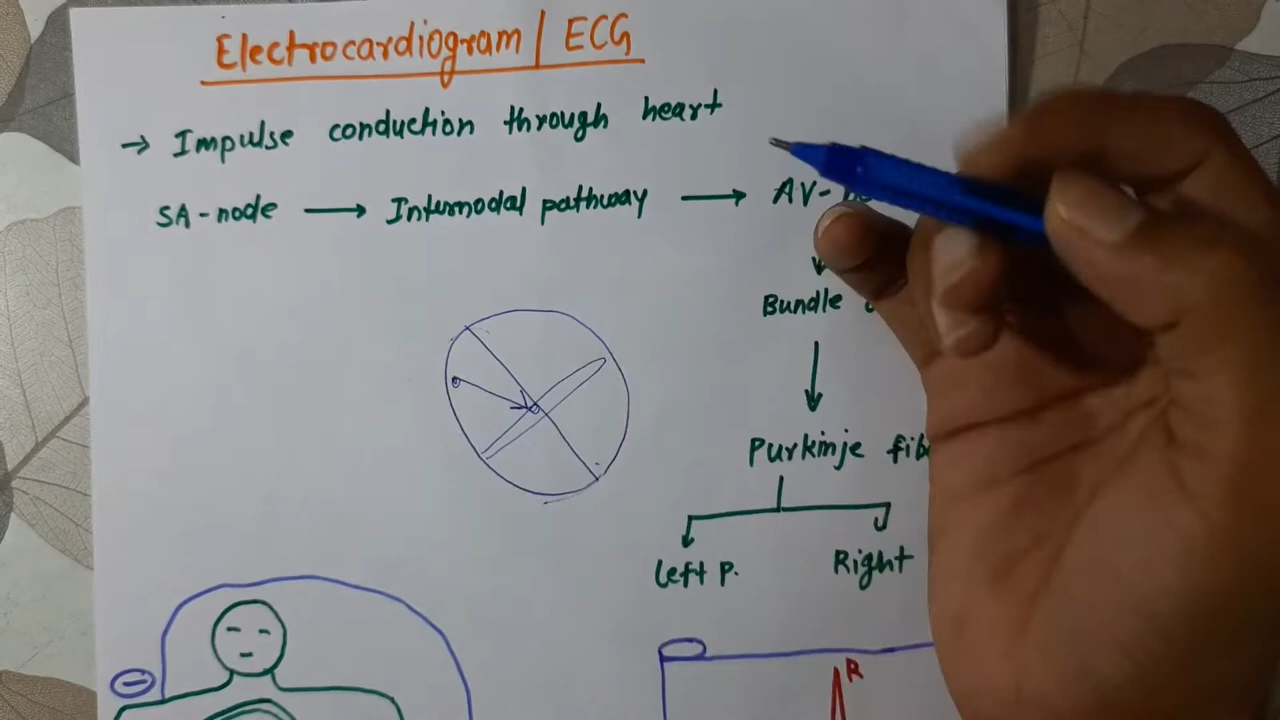 Electrocardiogram / ECG
→ Impulse conduction through heart
SA-node → Internodal pathway → AV-
Bundle
Purkinje
Left P. Right
R